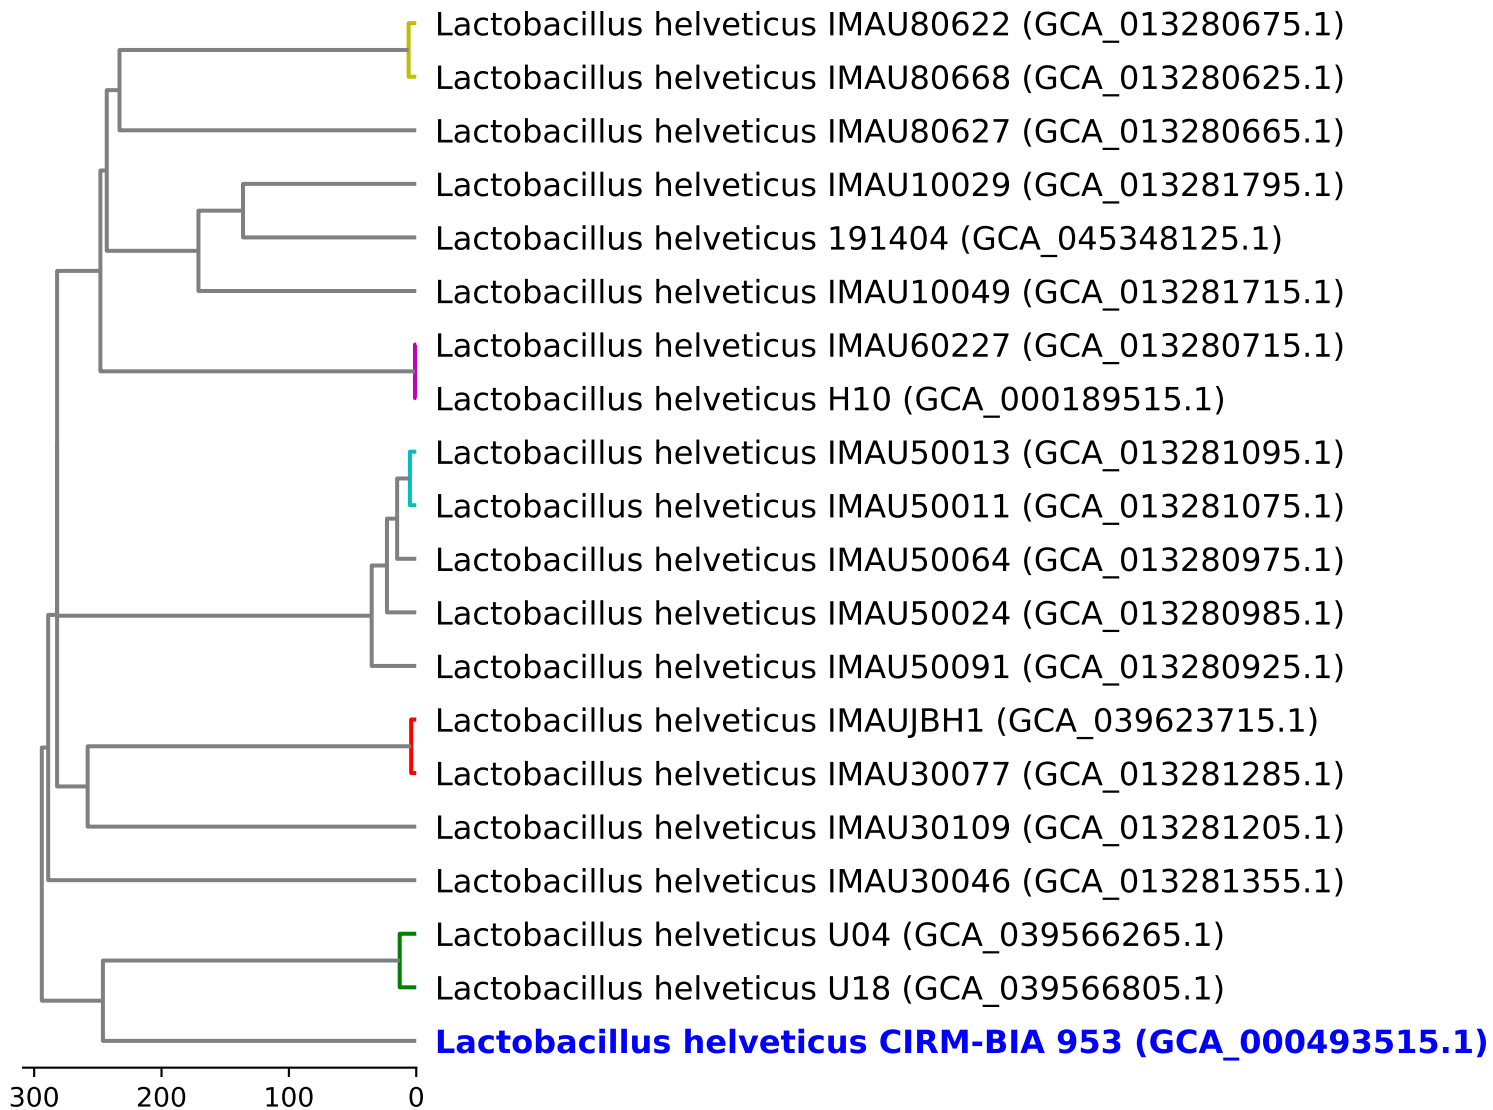 Lactobacillus helveticus IMAU80622 (GCA_013280675.1)
Lactobacillus helveticus IMAU80668 (GCA_013280625.1)
Lactobacillus helveticus IMAU80627 (GCA_013280665.1)
Lactobacillus helveticus IMAU10029 (GCA_013281795.1)
Lactobacillus helveticus 191404 (GCA_045348125.1)
Lactobacillus helveticus IMAU10049 (GCA_013281715.1)
Lactobacillus helveticus IMAU60227 (GCA_013280715.1)
Lactobacillus helveticus H10 (GCA_000189515.1)
Lactobacillus helveticus IMAU50013 (GCA_013281095.1)
Lactobacillus helveticus IMAU50011 (GCA_013281075.1)
Lactobacillus helveticus IMAU50064 (GCA_013280975.1)
Lactobacillus helveticus IMAU50024 (GCA_013280985.1)
Lactobacillus helveticus IMAU50091 (GCA_013280925.1)
Lactobacillus helveticus IMAUJBH1 (GCA_039623715.1)
Lactobacillus helveticus IMAU30077 (GCA_013281285.1)
Lactobacillus helveticus IMAU30109 (GCA_013281205.1)
Lactobacillus helveticus IMAU30046 (GCA_013281355.1)
Lactobacillus helveticus U04 (GCA_039566265.1)
Lactobacillus helveticus U18 (GCA_039566805.1)
Lactobacillus helveticus CIRM-BIA 953 (GCA_000493515.1)
300 200 100 0